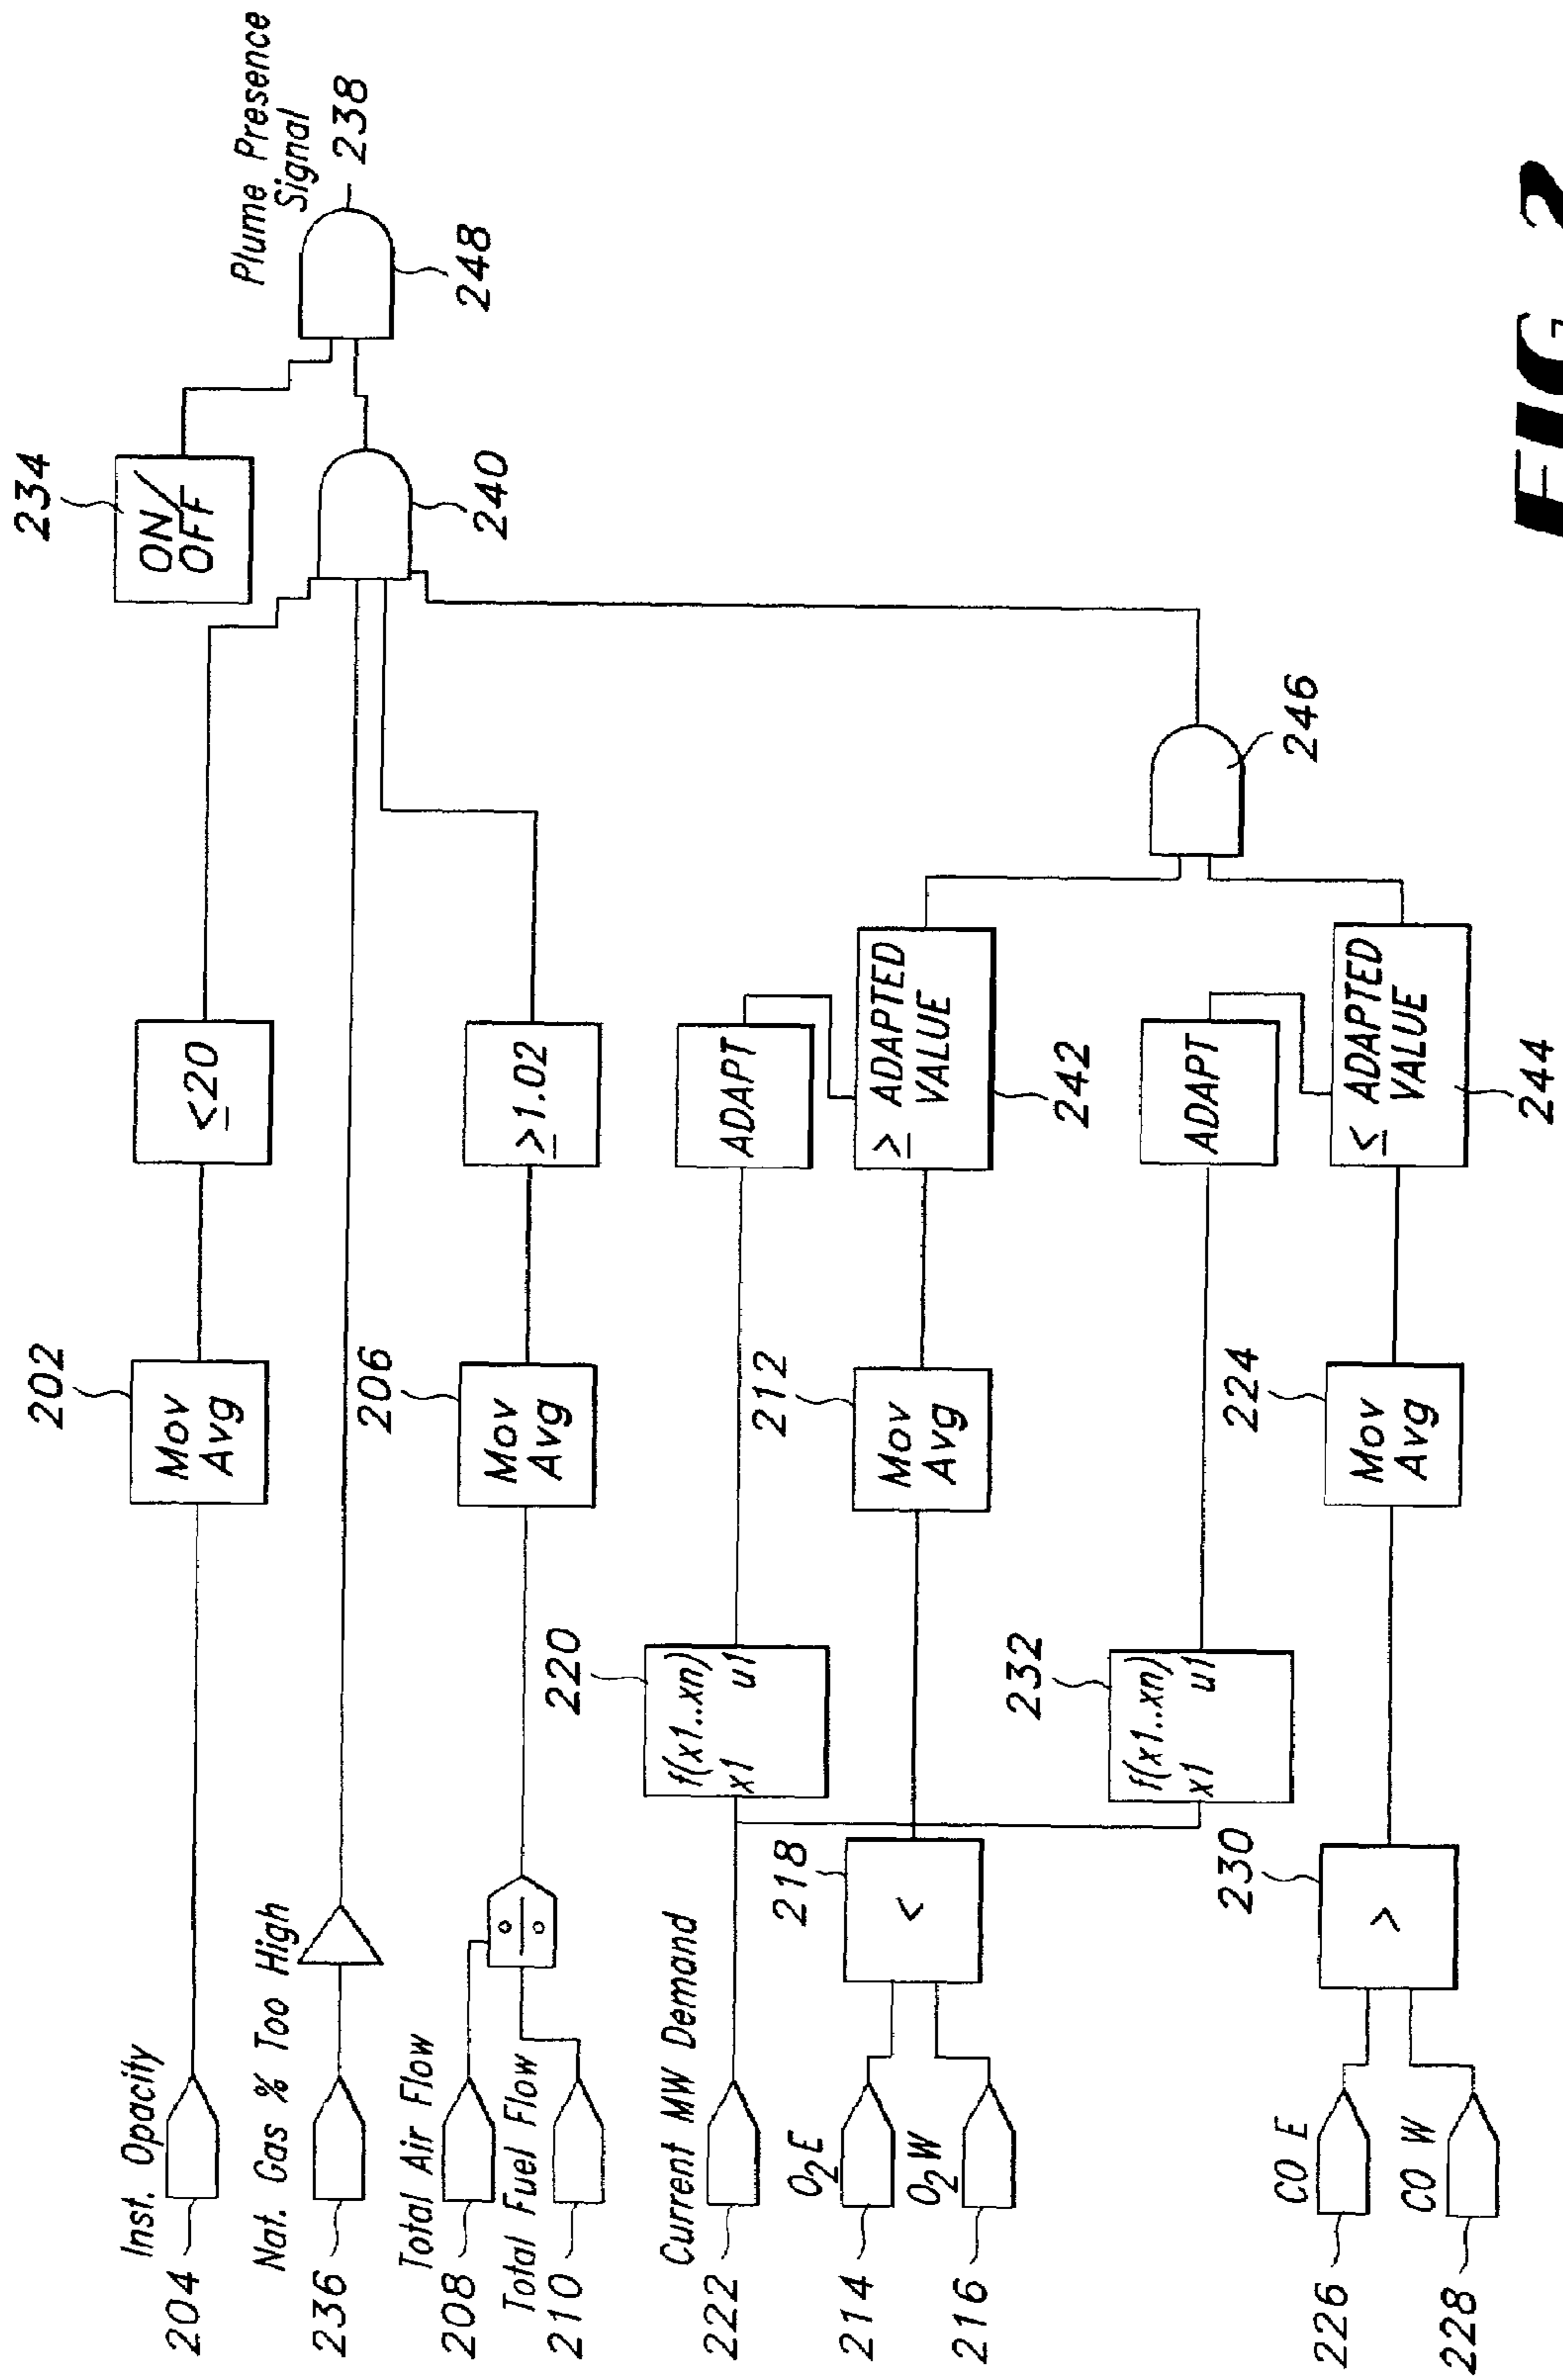 Inst. Opacity
204
202
Mov
Avg
≤20
234
ON/
OFF
Plume Presence
Signal
238
248
240
Nat. Gas % Too High
236
Total Air Flow
208
Total Fuel Flow
210
÷
206
Mov
Avg
≥1.02
Current MW Demand
222
220
f(x1..xn)
x1 u1
ADAPT
O2E
214
O2W
216
218
<
212
Mov
Avg
≥ ADAPTED
VALUE
242
246
232
f(x1..xn)
x1 u1
ADAPT
CO E
226
CO W
228
230
>
224
Mov
Avg
≤ ADAPTED
VALUE
244
FIG. 2